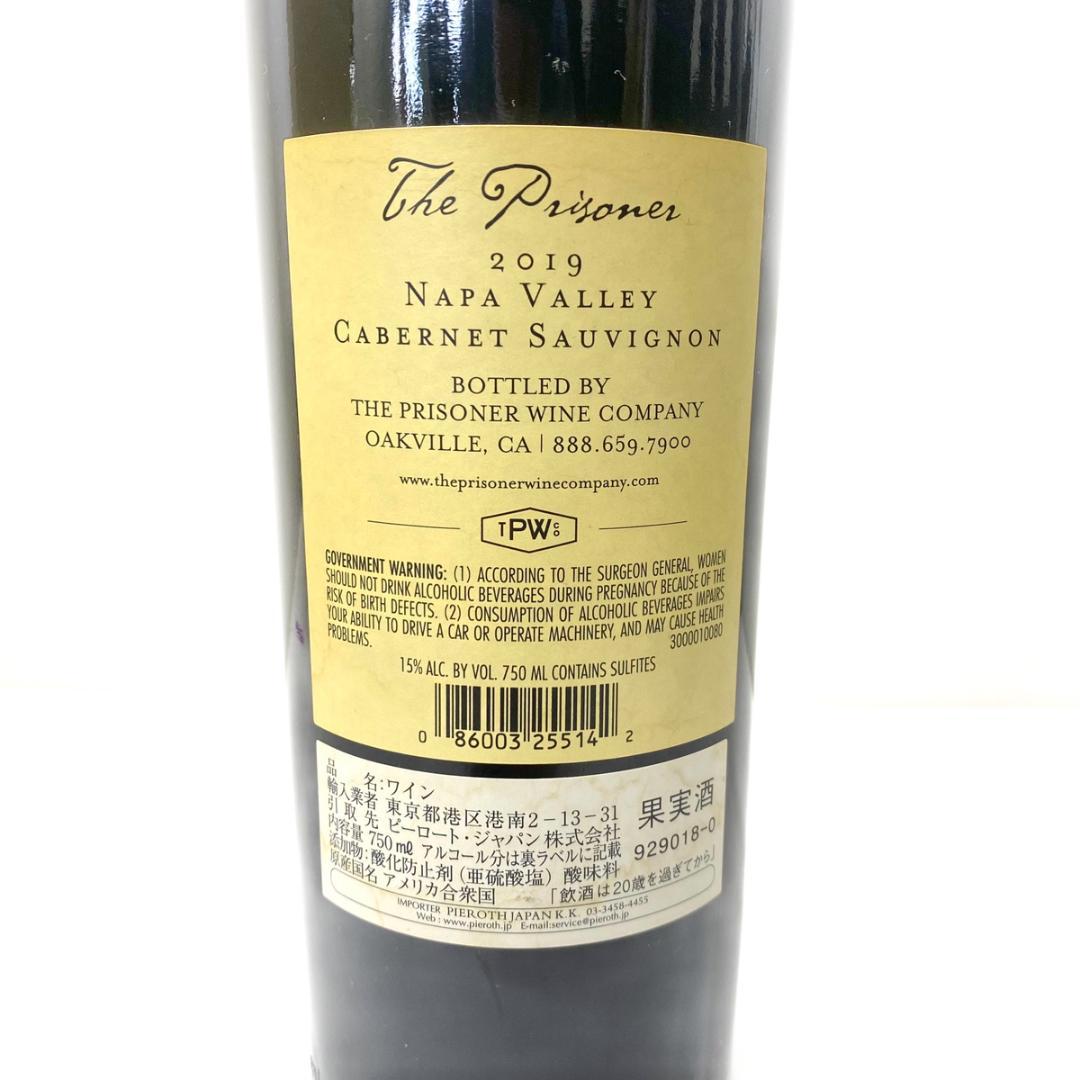 The Prisoner
2019
NAPA VALLEY
CABERNET SAUVIGNON
BOTTLED BY
THE PRISONER WINE COMPANY
OAKVILLE, CA | 888.659.7900
www.theprisonerwinecompany.com
TPWCO
GOVERNMENT WARNING: (1) ACCORDING TO THE SURGEON GENERAL, WOMEN
SHOULD NOT DRINK ALCOHOLIC BEVERAGES DURING PREGNANCY BECAUSE OF THE
RISK OF BIRTH DEFECTS. (2) CONSUMPTION OF ALCOHOLIC BEVERAGES IMPAIRS
YOUR ABILITY TO DRIVE A CAR OR OPERATE MACHINERY, AND MAY CAUSE HEALTH
PROBLEMS. 3000010080
15% ALC. BY VOL. 750 ML CONTAINS SULFITES
0 86003 25514 2
品 名:ワイン
輸入業者 東京都港区港南2-13-31
引取先 ピーロート・ジャパン株式会社
内容量 750㎖ アルコール分は裏ラベルに記載
添加物:酸化防止剤(亜硫酸塩) 酸味料
原産国名 アメリカ合衆国
果実酒
929018-0
「飲酒は20歳を過ぎてから」
IMPORTER PIEROTH JAPAN K.K. 03-3458-4455
Web : www.pieroth.jp E-mail:service@pieroth.jp